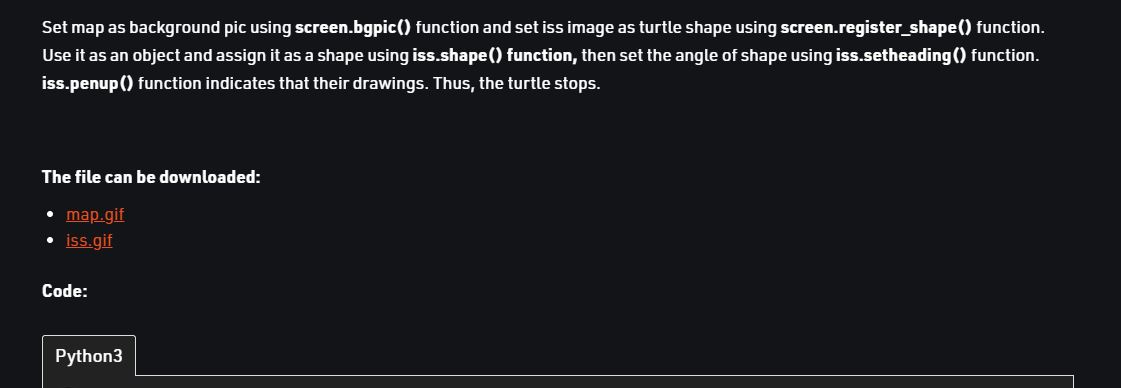 Set map as background pic using screen.bgpic() function and set iss image as turtle shape using screen.register_shape() function.
Use it as an object and assign it as a shape using iss.shape() function, then set the angle of shape using iss.setheading() function.
iss.penup() function indicates that their drawings. Thus, the turtle stops.
The file can be downloaded:
map.gif
iss.gif
Code:
Python3